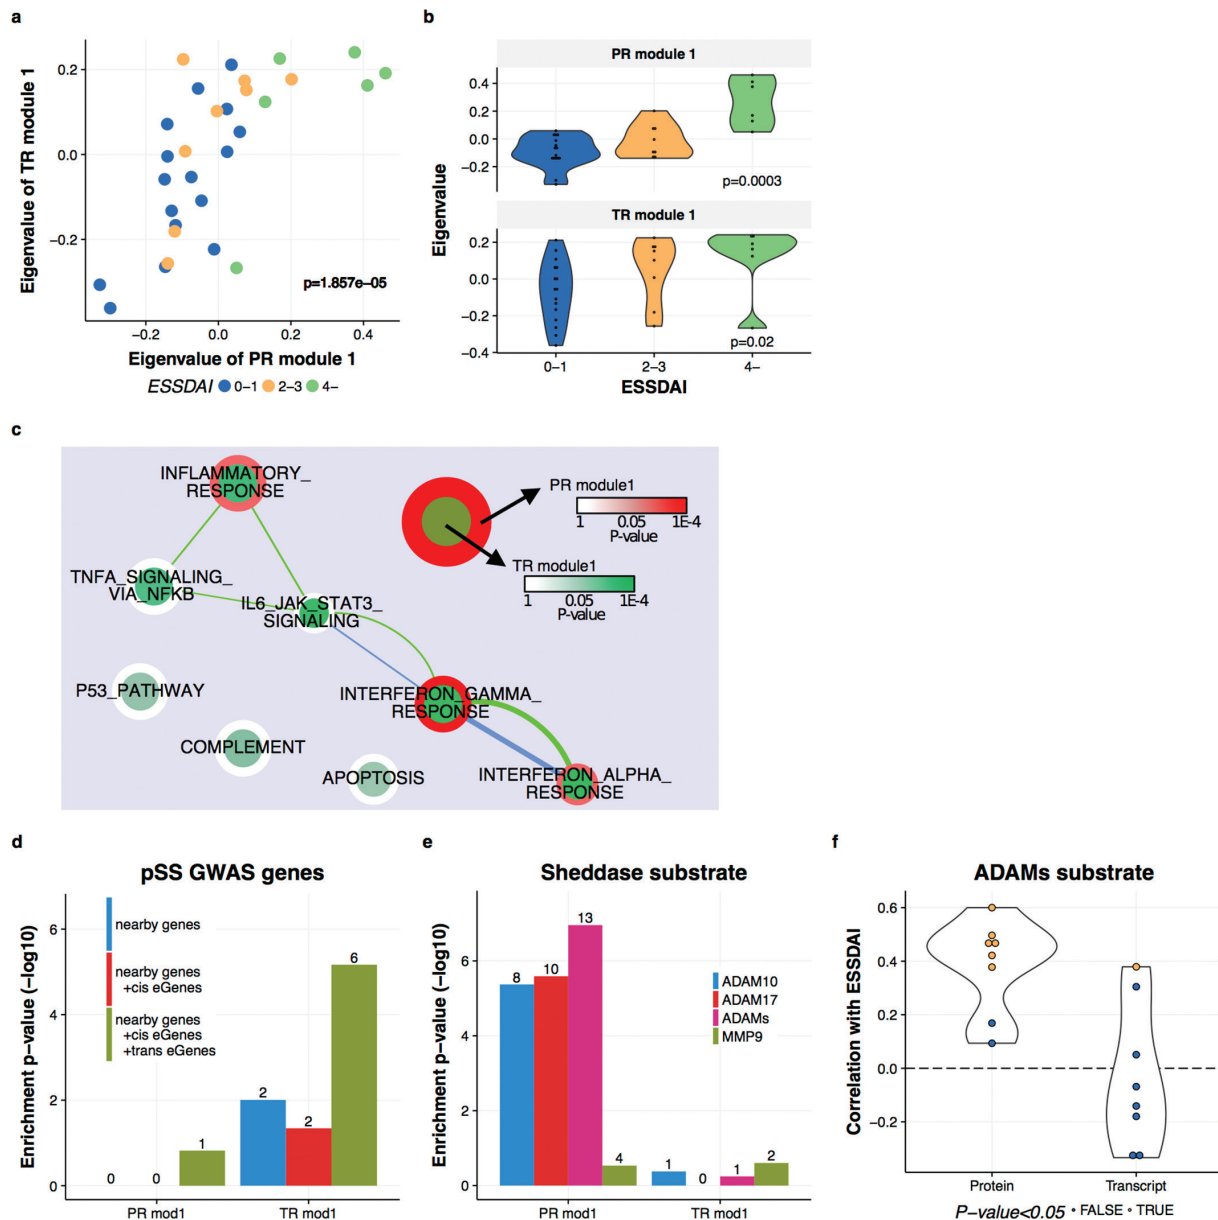 a
Eigenvalue of TR module 1
0.2
0.0
−0.2
p=1.857e−05
−0.2
0.0
0.2
0.4
Eigenvalue of PR module 1
ESSDAI 0−1 2−3 4−
b
Eigenvalue
PR module 1
0.4
0.2
0.0
−0.2
p=0.0003
TR module 1
0.2
0.0
−0.2
−0.4
p=0.02
0−1
2−3
4−
ESSDAI
c
INFLAMMATORY_
RESPONSE
PR module1
1 0.05 1E-4
P-value
TR module1
1 0.05 1E-4
P-value
TNFA_SIGNALING_
VIA_NFKB
IL6_JAK_STAT3_
SIGNALING
P53_PATHWAY
INTERFERON_GAMMA_
RESPONSE
COMPLEMENT
APOPTOSIS
INTERFERON_ALPHA_
RESPONSE
d
pSS GWAS genes
Enrichment p−value (−log10)
6
4
2
0
nearby genes
nearby genes
+cis eGenes
nearby genes
+cis eGenes
+trans eGenes
0
0
1
2
2
6
PR mod1
TR mod1
e
Sheddase substrate
Enrichment p−value (−log10)
6
4
2
0
8
10
13
4
1
0
1
2
ADAM10
ADAM17
ADAMs
MMP9
PR mod1
TR mod1
f
ADAMs substrate
Correlation with ESSDAI
0.6
0.4
0.2
0.0
−0.2
Protein
Transcript
P−value<0.05 FALSE TRUE